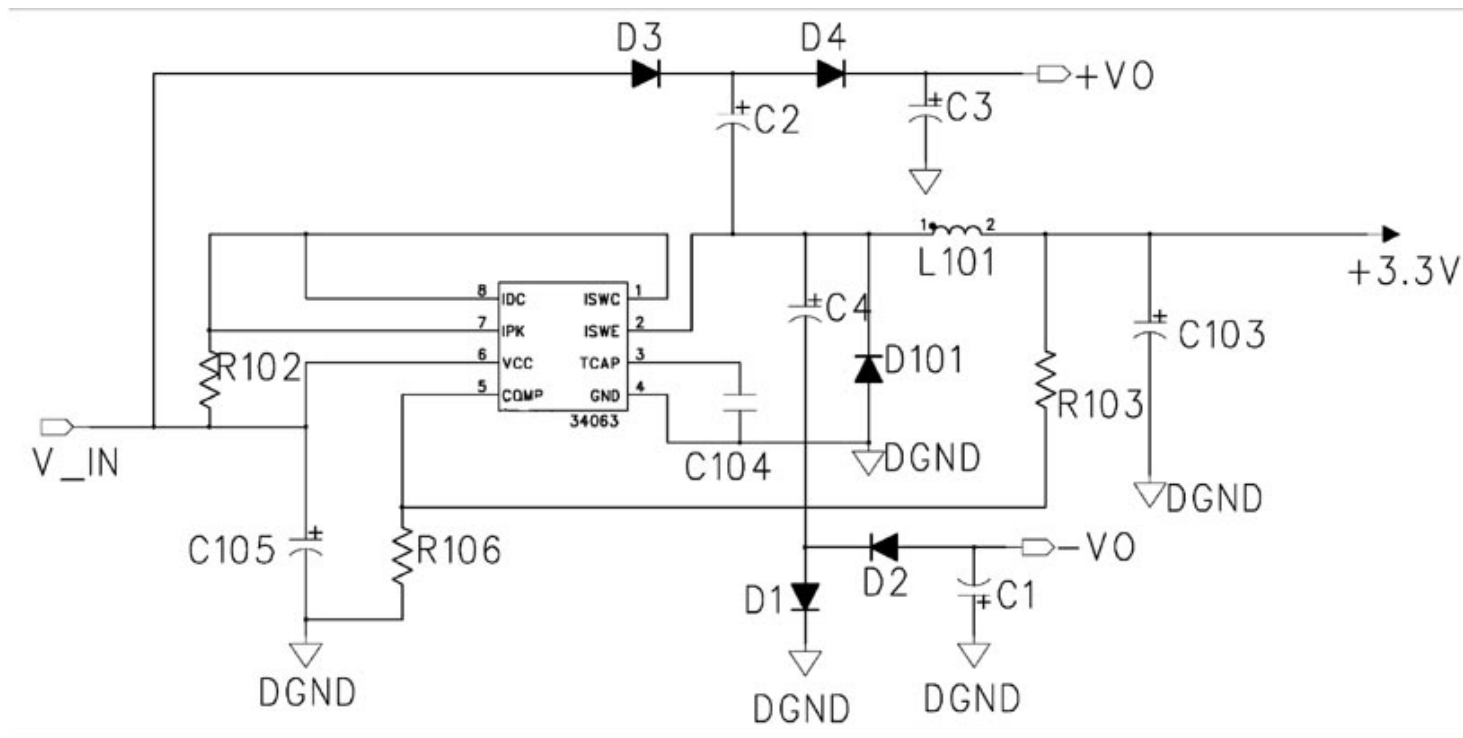 D3
D4
+VO
C2
C3
1
2
L101
+3.3V
8
IDC
ISWC
1
C4
7
IPK
ISWE
2
C103
R102
6
VCC
TCAP
3
D101
5
COMP
GND
4
R103
34063
V_IN
C104
DGND
DGND
C105
R106
-VO
D1
D2
C1
DGND
DGND
DGND